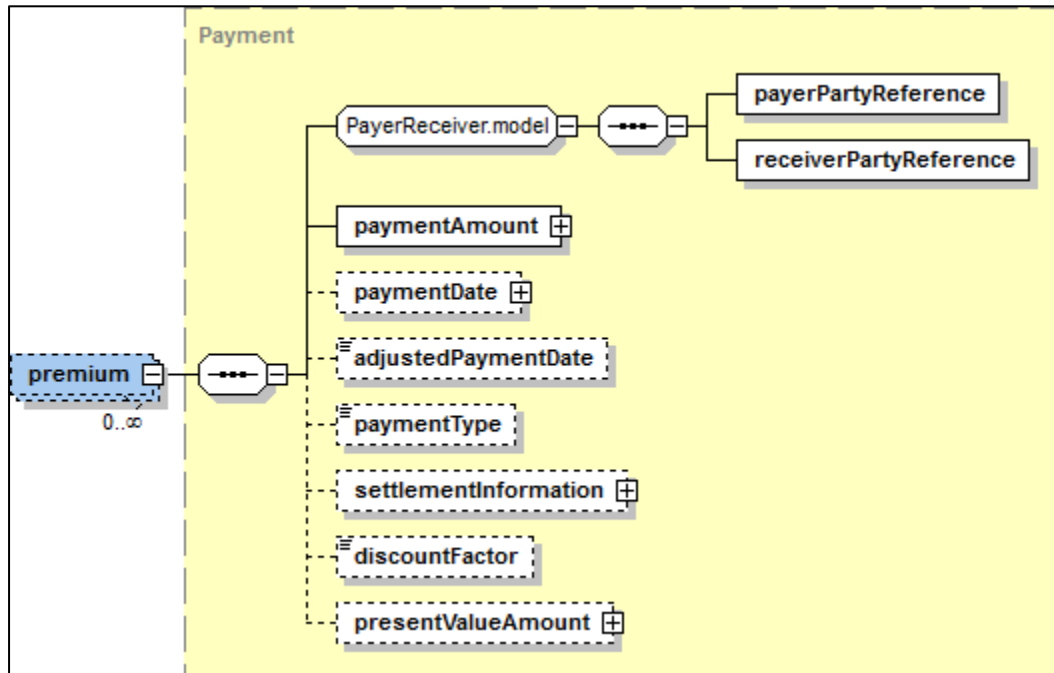 Payment
PayerReceiver.model
payerPartyReference
receiverPartyReference
paymentAmount
paymentDate
adjustedPaymentDate
premium
0..∞
paymentType
settlementInformation
discountFactor
presentValueAmount